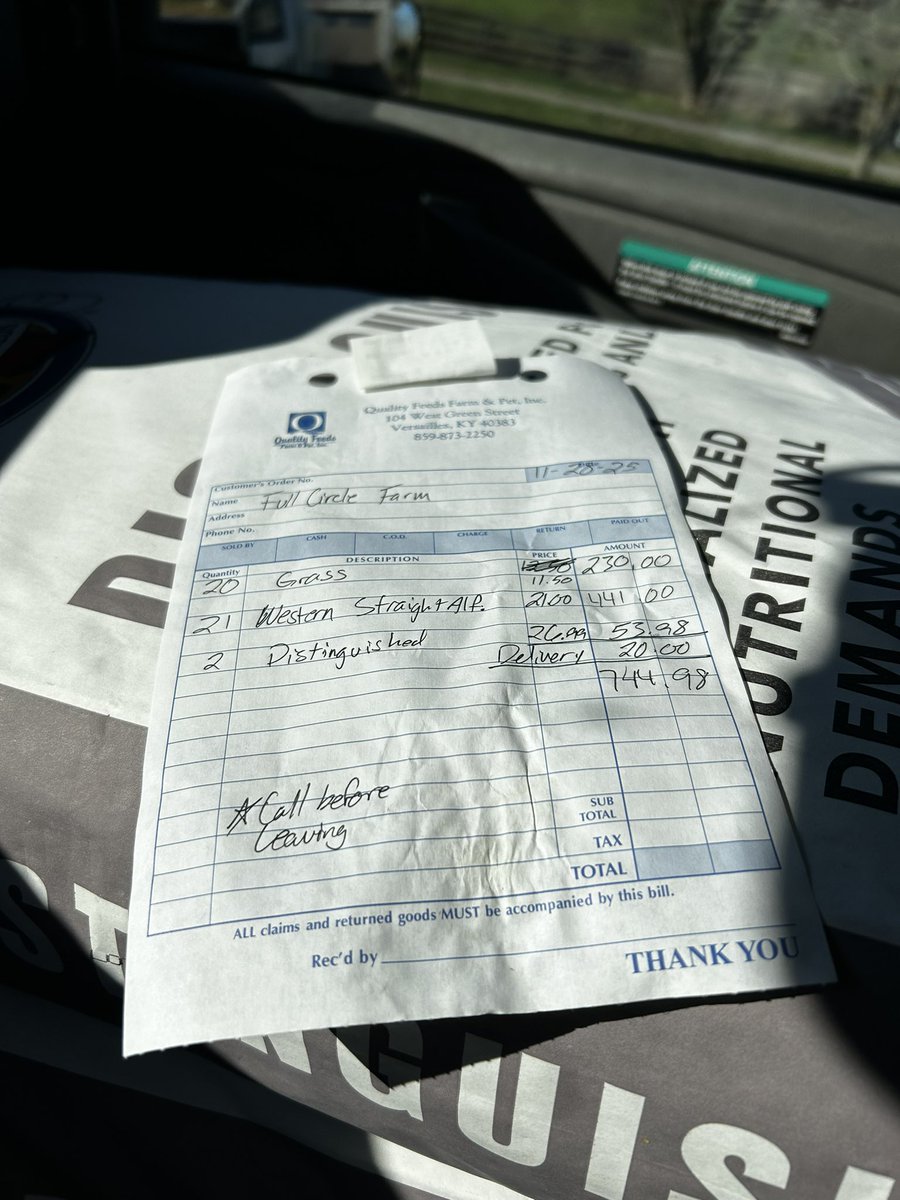 ATTENTION
Quality Feeds Farm & Pet, Inc.
104 West Green Street
Versailles, KY 40383
859-873-2250
Quality Feeds
Farm & Pet, Inc.
Customer's Order No.
Date
11-28-25
Name Full Circle Farm
Address
Phone No.
SOLD BY CASH C.O.D. CHARGE RETURN PAID OUT
Quantity DESCRIPTION PRICE AMOUNT
20 Grass 11.50 230.00
21 Western Straight Alf. 21.00 441.00
2 Distinguished 26.99 53.98
Delivery 20.00
744.98
*Call before
leaving
SUB
TOTAL
TAX
TOTAL
ALL claims and returned goods MUST be accompanied by this bill.
Rec'd by
THANK YOU
NUTRITIONAL
DEMANDS